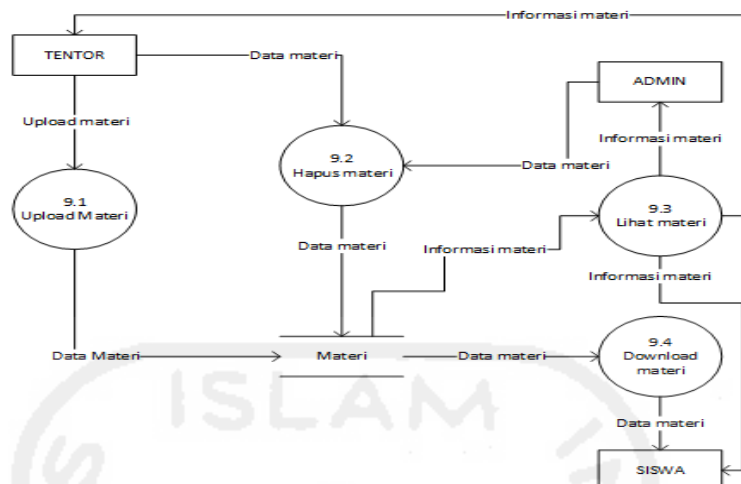 Informasi materi
TENTOR
Data materi
ADMIN
Upload materi
Informasi materi
9.2
Hapus materi
Data materi
9.1
Upload Materi
9.3
Lihat materi
Data materi
Informasi materi
Informasi materi
9.4
Download
materi
Data Materi
Materi
Data materi
Data materi
SISWA
ISLAM